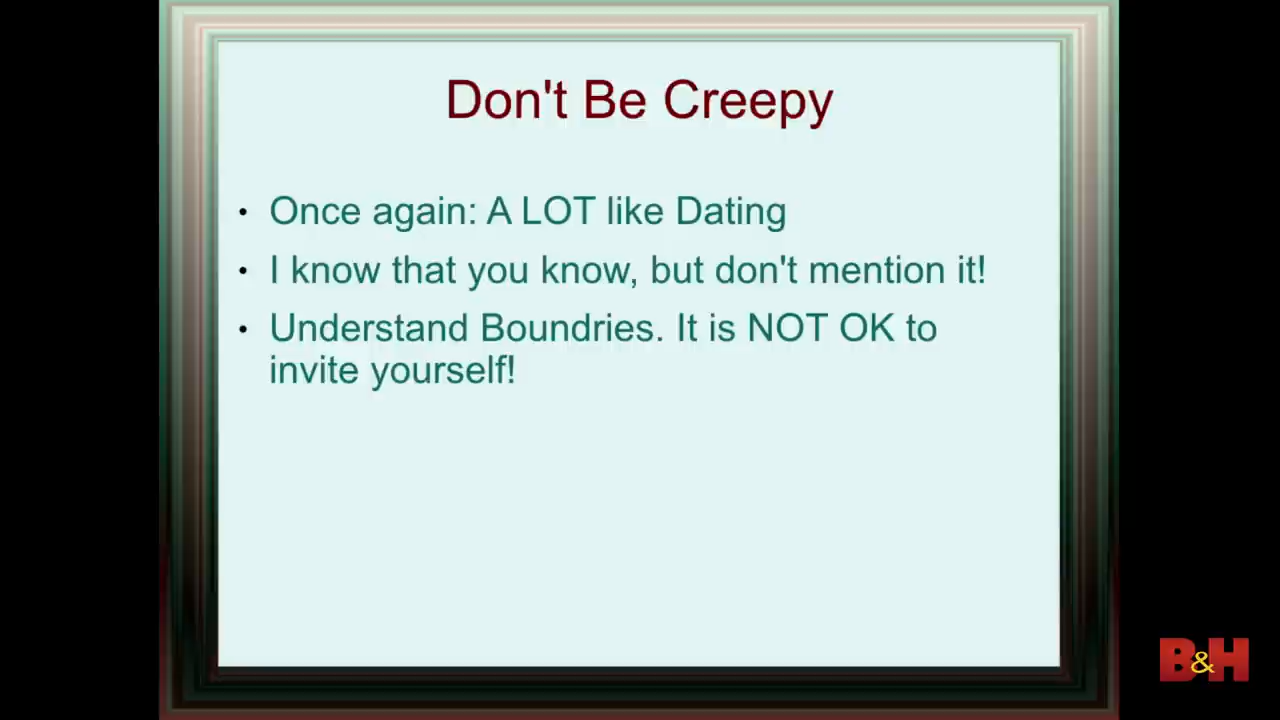 Don't Be Creepy
• Once again: A LOT like Dating
• I know that you know, but don't mention it!
• Understand Boundries. It is NOT OK to
invite yourself!
B&H